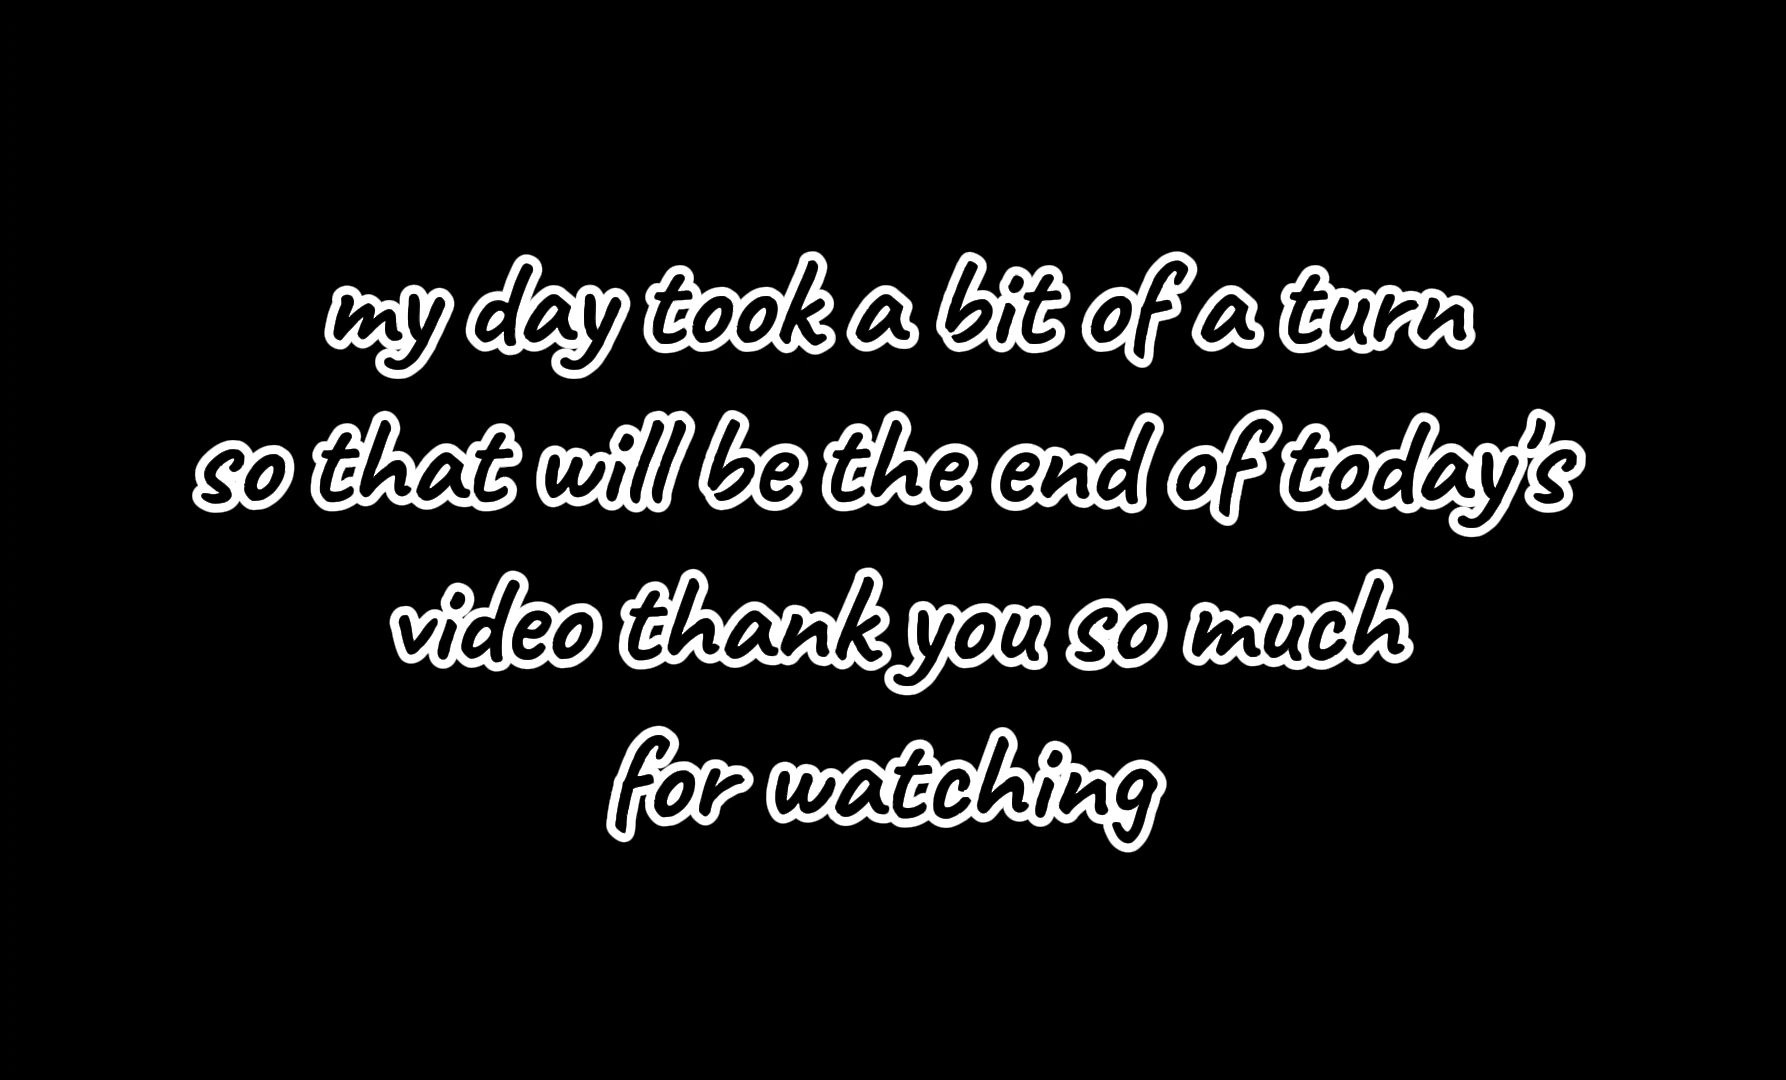 my day took a bit of a turn
so that will be the end of today's
video thank you so much
for watching